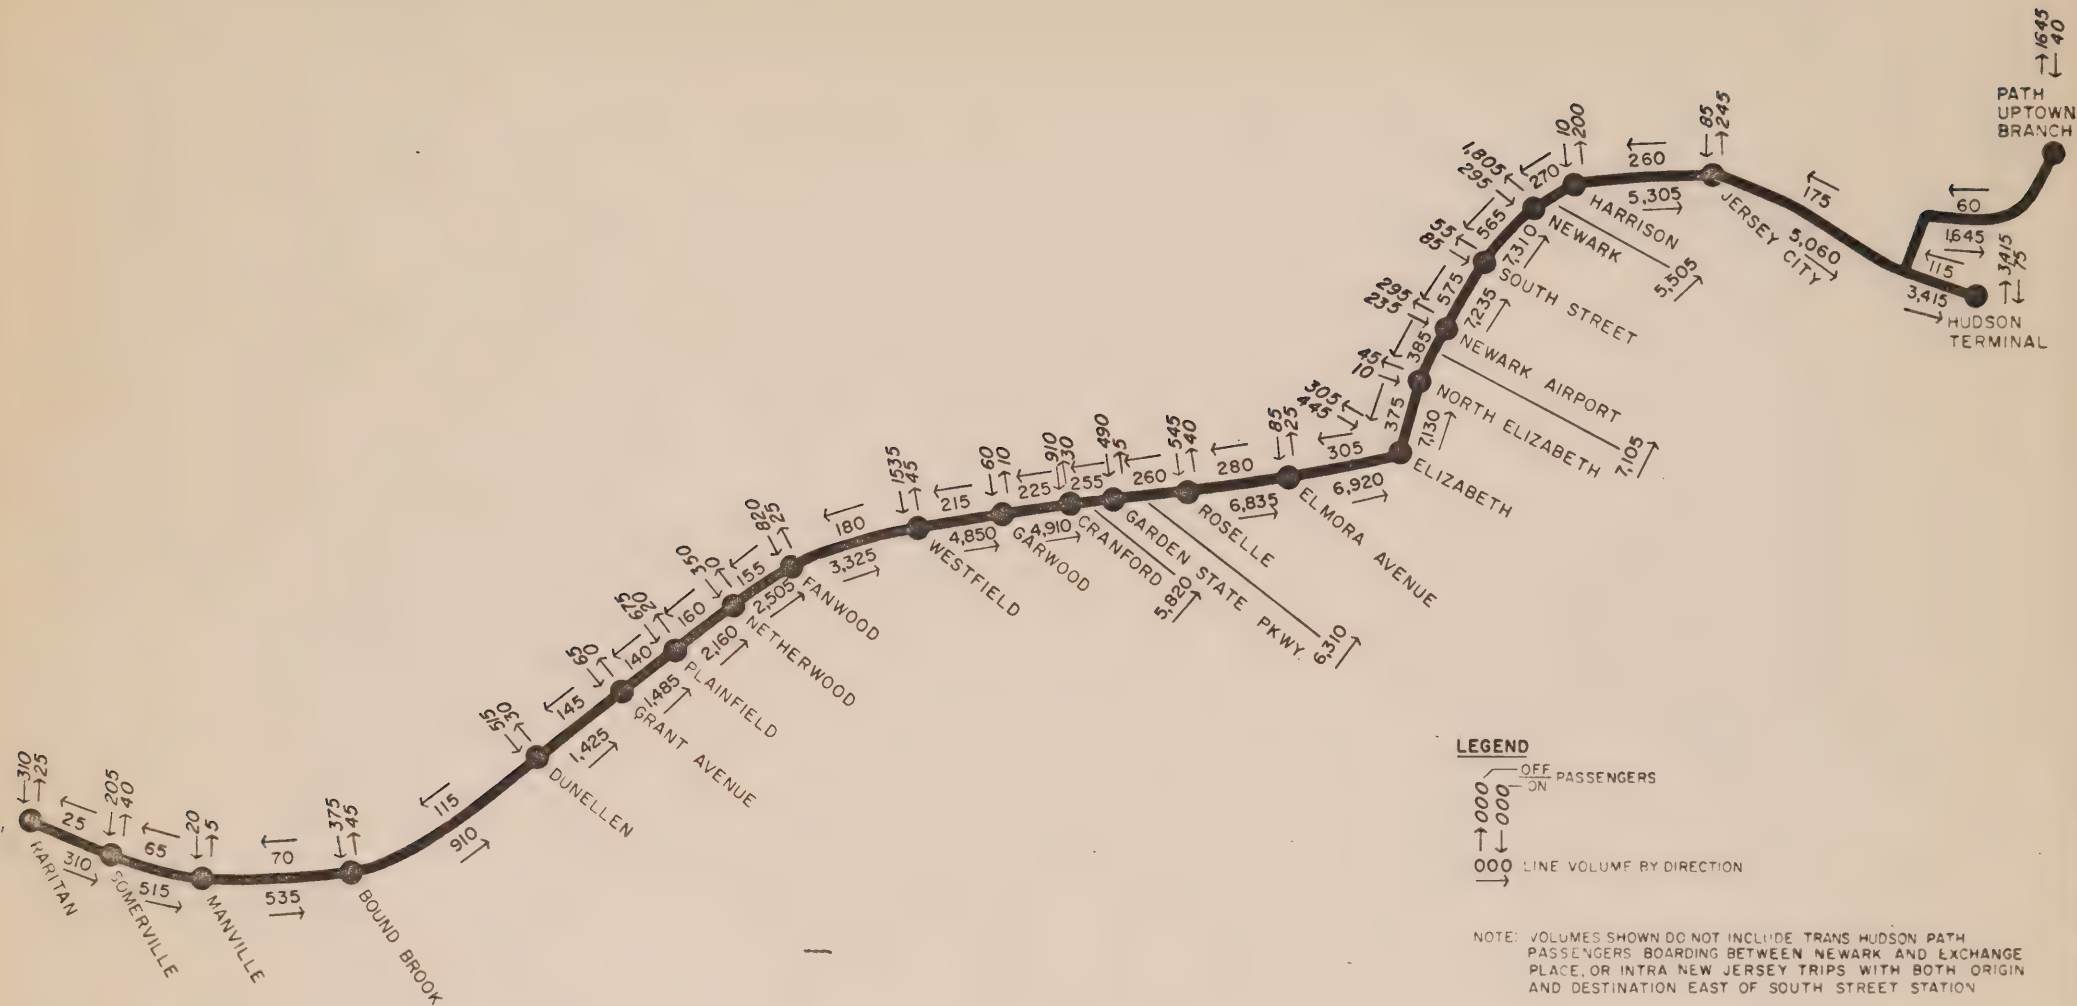 1645
40
PATH
UPTOWN
BRANCH
60
1,645
115
3,415
3415
75
HUDSON
TERMINAL
175
5,060
85
245
JERSEY
CITY
260
5,305
10
200
HARRISON
270
5,505
1,805
295
NEWARK
565
7,310
55
85
SOUTH STREET
575
7,235
295
235
NEWARK AIRPORT
385
7,105
45
10
NORTH ELIZABETH
375
7,130
305
445
ELIZABETH
305
6,920
85
25
ELMORA AVENUE
280
6,835
545
40
ROSELLE
260
6,310
490
5
GARDEN STATE PKWY.
255
5,820
910
30
CRANFORD
225
4,910
60
10
GARWOOD
215
4,850
1535
45
WESTFIELD
180
3,325
820
25
FANWOOD
155
2,505
350
0
NETHERWOOD
160
2,160
675
20
PLAINFIELD
140
1,485
65
0
GRANT AVENUE
145
1,425
515
30
DUNELLEN
115
910
375
45
BOUND BROOK
70
535
20
5
MANVILLE
65
515
205
40
SOMERVILLE
25
310
310
25
RARITAN
LEGEND
OFF
ON
PASSENGERS
000
000
000 LINE VOLUME BY DIRECTION
NOTE: VOLUMES SHOWN DO NOT INCLUDE TRANS HUDSON PATH
PASSENGERS BOARDING BETWEEN NEWARK AND EXCHANGE
PLACE, OR INTRA NEW JERSEY TRIPS WITH BOTH ORIGIN
AND DESTINATION EAST OF SOUTH STREET STATION